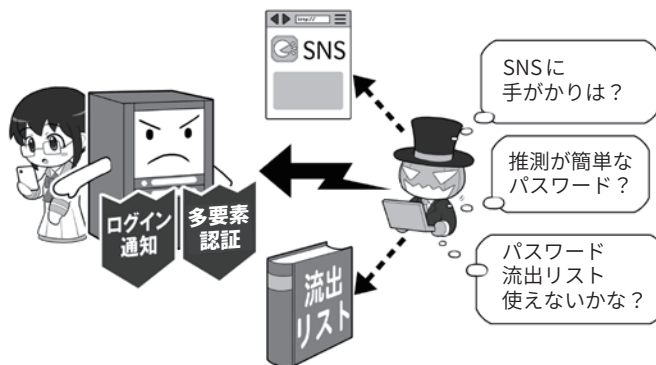 http://
SNS
SNSに
手がかりは？
推測が簡単な
パスワード？
ログイン
通知
多要素
認証
流出
リスト
パスワード
流出リスト
使えないかな？